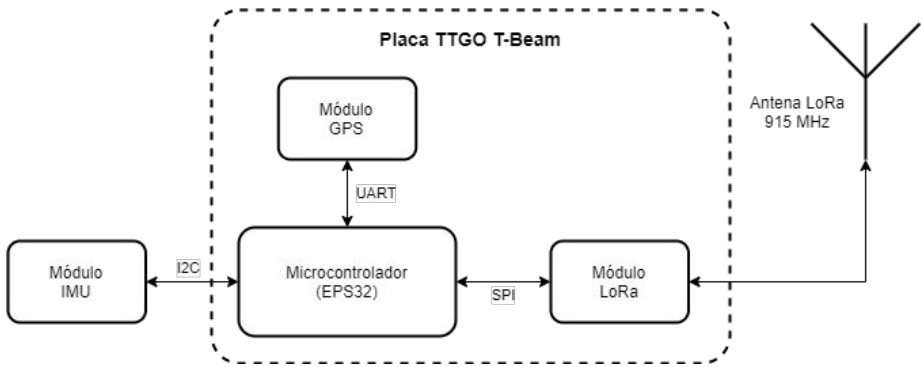 Placa TTGO T-Beam
Módulo
GPS
Antena LoRa
915 MHz
UART
Módulo
IMU
I2C
Microcontrolador
(EPS32)
SPI
Módulo
LoRa